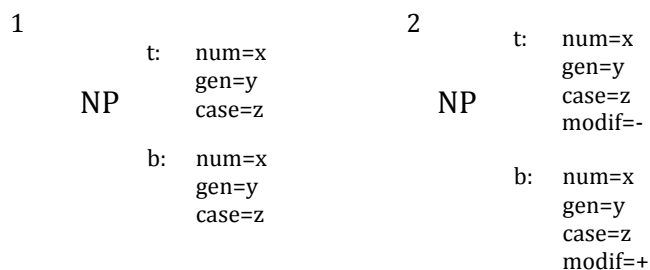 1
NP
t: num=x
gen=y
case=z
b: num=x
gen=y
case=z
2
NP
t: num=x
gen=y
case=z
modif=-
b: num=x
gen=y
case=z
modif=+